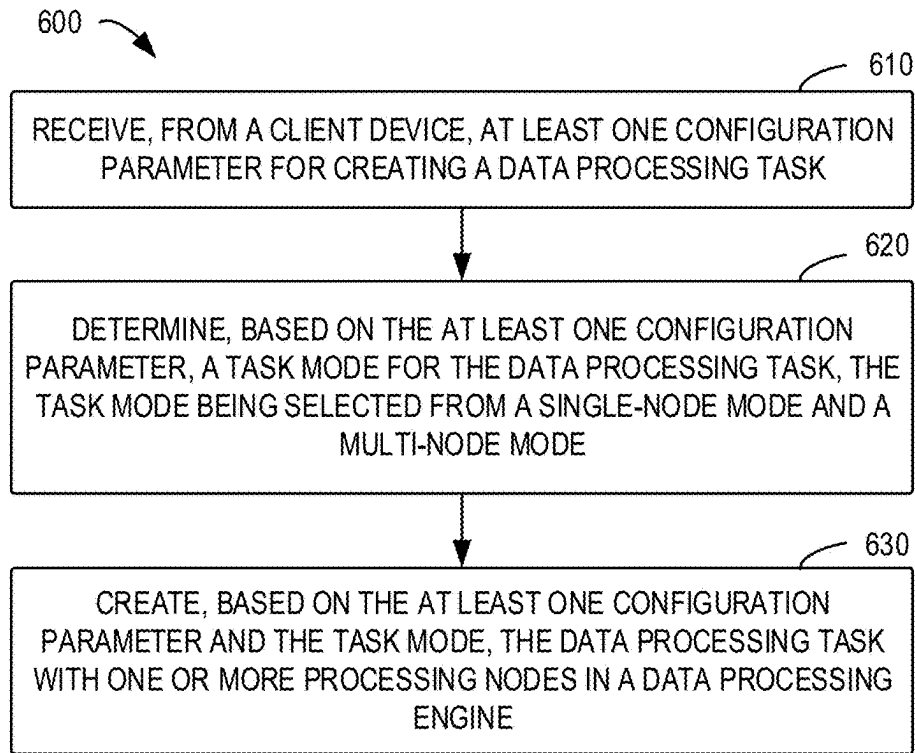 600
610
RECEIVE, FROM A CLIENT DEVICE, AT LEAST ONE CONFIGURATION
PARAMETER FOR CREATING A DATA PROCESSING TASK
620
DETERMINE, BASED ON THE AT LEAST ONE CONFIGURATION
PARAMETER, A TASK MODE FOR THE DATA PROCESSING TASK, THE
TASK MODE BEING SELECTED FROM A SINGLE-NODE MODE AND A
MULTI-NODE MODE
630
CREATE, BASED ON THE AT LEAST ONE CONFIGURATION
PARAMETER AND THE TASK MODE, THE DATA PROCESSING TASK
WITH ONE OR MORE PROCESSING NODES IN A DATA PROCESSING
ENGINE